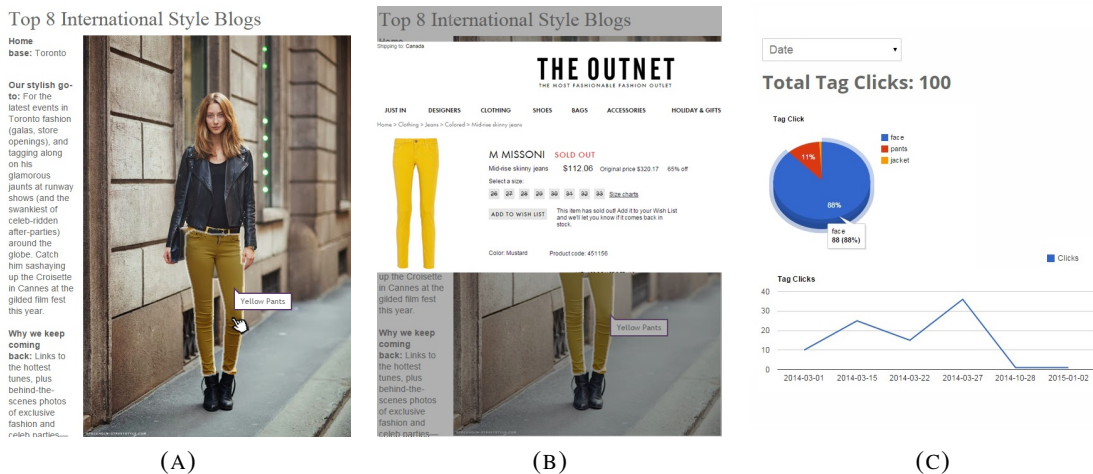 Top 8 International Style Blogs
Home
base: Toronto
Our stylish go-
to: For the
latest events in
Toronto fashion
(galas, store
openings), and
tagging along
on his
glamorous
jaunts at runway
shows (and the
swankiest of
celeb-ridden
after-parties)
around the
globe. Catch
him sashaying
up the Croisette
in Cannes at the
gilded film fest
this year.
Why we keep
coming
back: Links to
the hottest
tunes, plus
behind-the-
scenes photos
of exclusive
fashion and
celeb parties—
Yellow Pants
(A)
Top 8 International Style Blogs
Home
Shipping to: Canada
THE OUTNET
THE MOST FASHIONABLE FASHION OUTLET
JUST IN DESIGNERS CLOTHING SHOES BAGS ACCESSORIES HOLIDAY & GIFTS
Home > Clothing > Jeans > Colored > Mid-rise skinny jeans
M MISSONI SOLD OUT
Mid-rise skinny jeans $112.06 Original price $320.17 65% off
Select a size:
26 27 28 29 30 31 32 33 Size charts
ADD TO WISH LIST
This item has sold out! Add it to your Wish List
and we'll let you know if it comes back in
stock.
Color: Mustard Product code: 451156
up the Croisette
in Cannes at the
gilded film fest
this year.
Why we keep
coming
back: Links to
the hottest
tunes, plus
behind-the-
scenes photos
of exclusive
fashion and
celeb parties—
Yellow Pants
(B)
Date
Total Tag Clicks: 100
Tag Click
face
pants
jacket
11%
88%
face
88 (88%)
Clicks
Tag Clicks
40
30
20
10
0
2014-03-01 2014-03-15 2014-03-22 2014-03-27 2014-10-28 2015-01-02
(C)